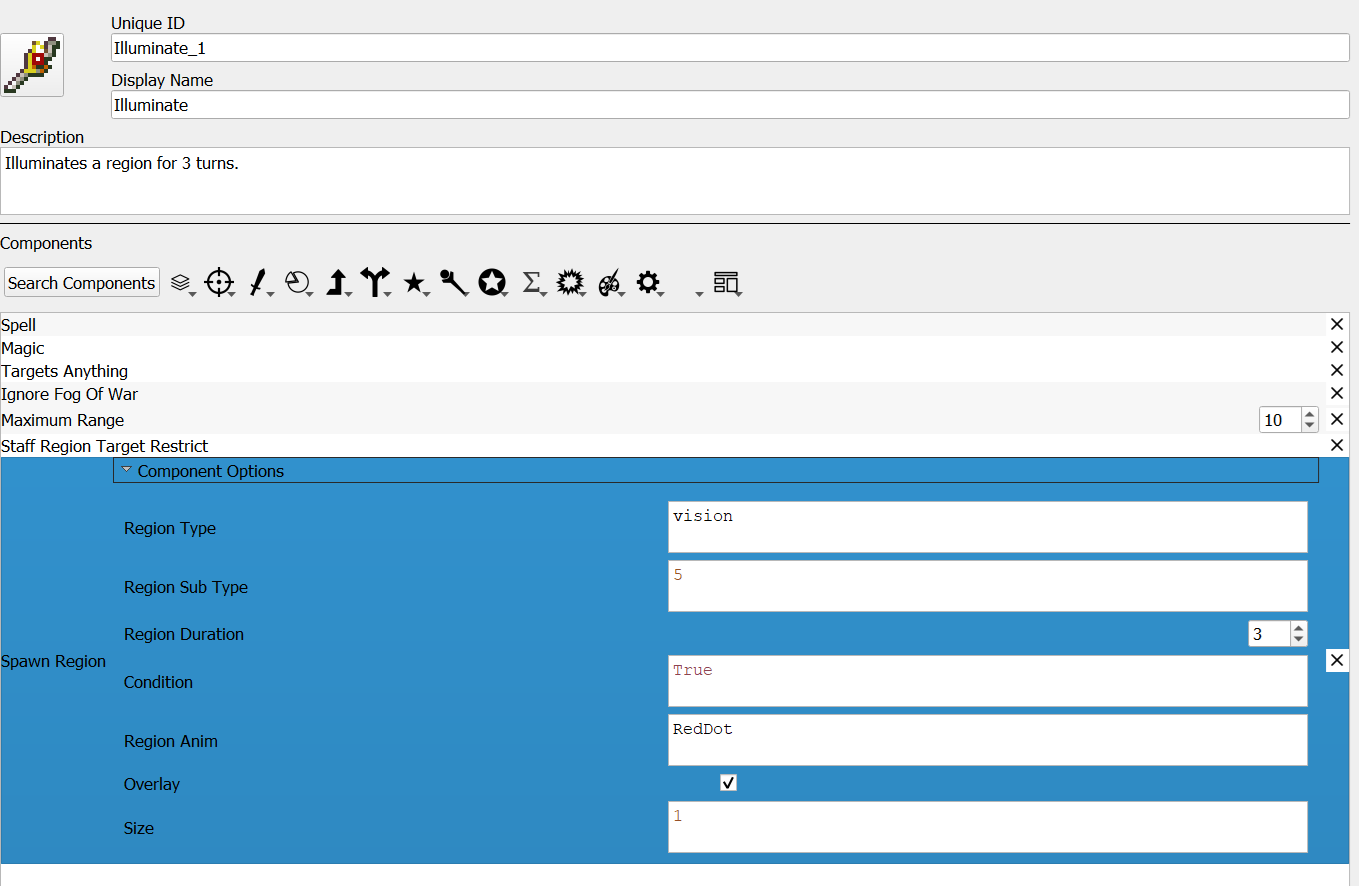 Unique ID
Illuminate_1
Display Name
Illuminate
Description
Illuminates a region for 3 turns.
Components
Search Components
Spell
Magic
Targets Anything
Ignore Fog Of War
Maximum Range 10
Staff Region Target Restrict
Component Options
Region Type vision
Region Sub Type 5
Region Duration 3
Spawn Region
Condition True
Region Anim RedDot
Overlay
Size 1